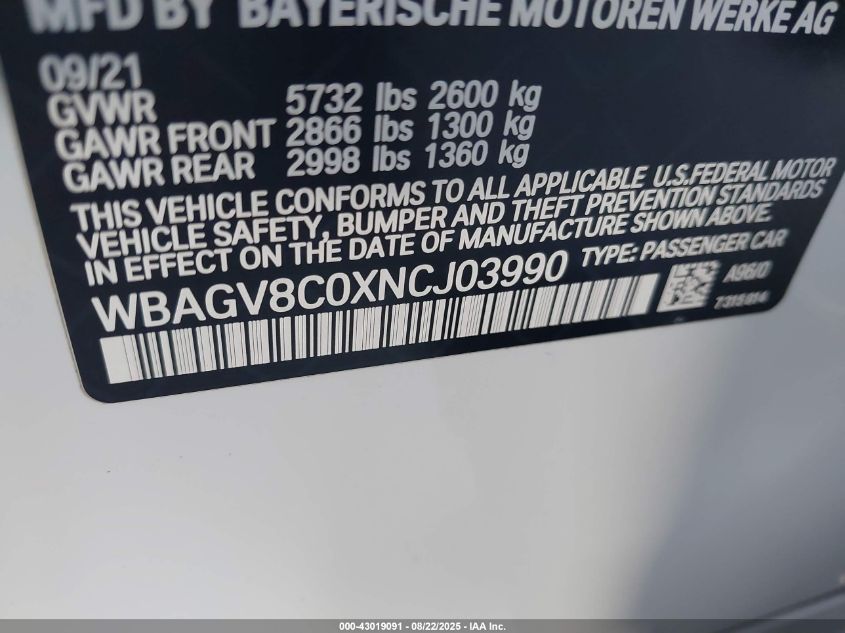 MFD BY BAYERISCHE MOTOREN WERKE AG
09/21
GVWR 5732 lbs 2600 kg
GAWR FRONT 2866 lbs 1300 kg
GAWR REAR 2998 lbs 1360 kg
THIS VEHICLE CONFORMS TO ALL APPLICABLE U.S.FEDERAL MOTOR
VEHICLE SAFETY, BUMPER AND THEFT PREVENTION STANDARDS
IN EFFECT ON THE DATE OF MANUFACTURE SHOWN ABOVE.
WBAGV8C0XNCJ03990 TYPE: PASSENGER CAR
A96/0
000-43019091 - 08/22/2025 - IAA Inc.